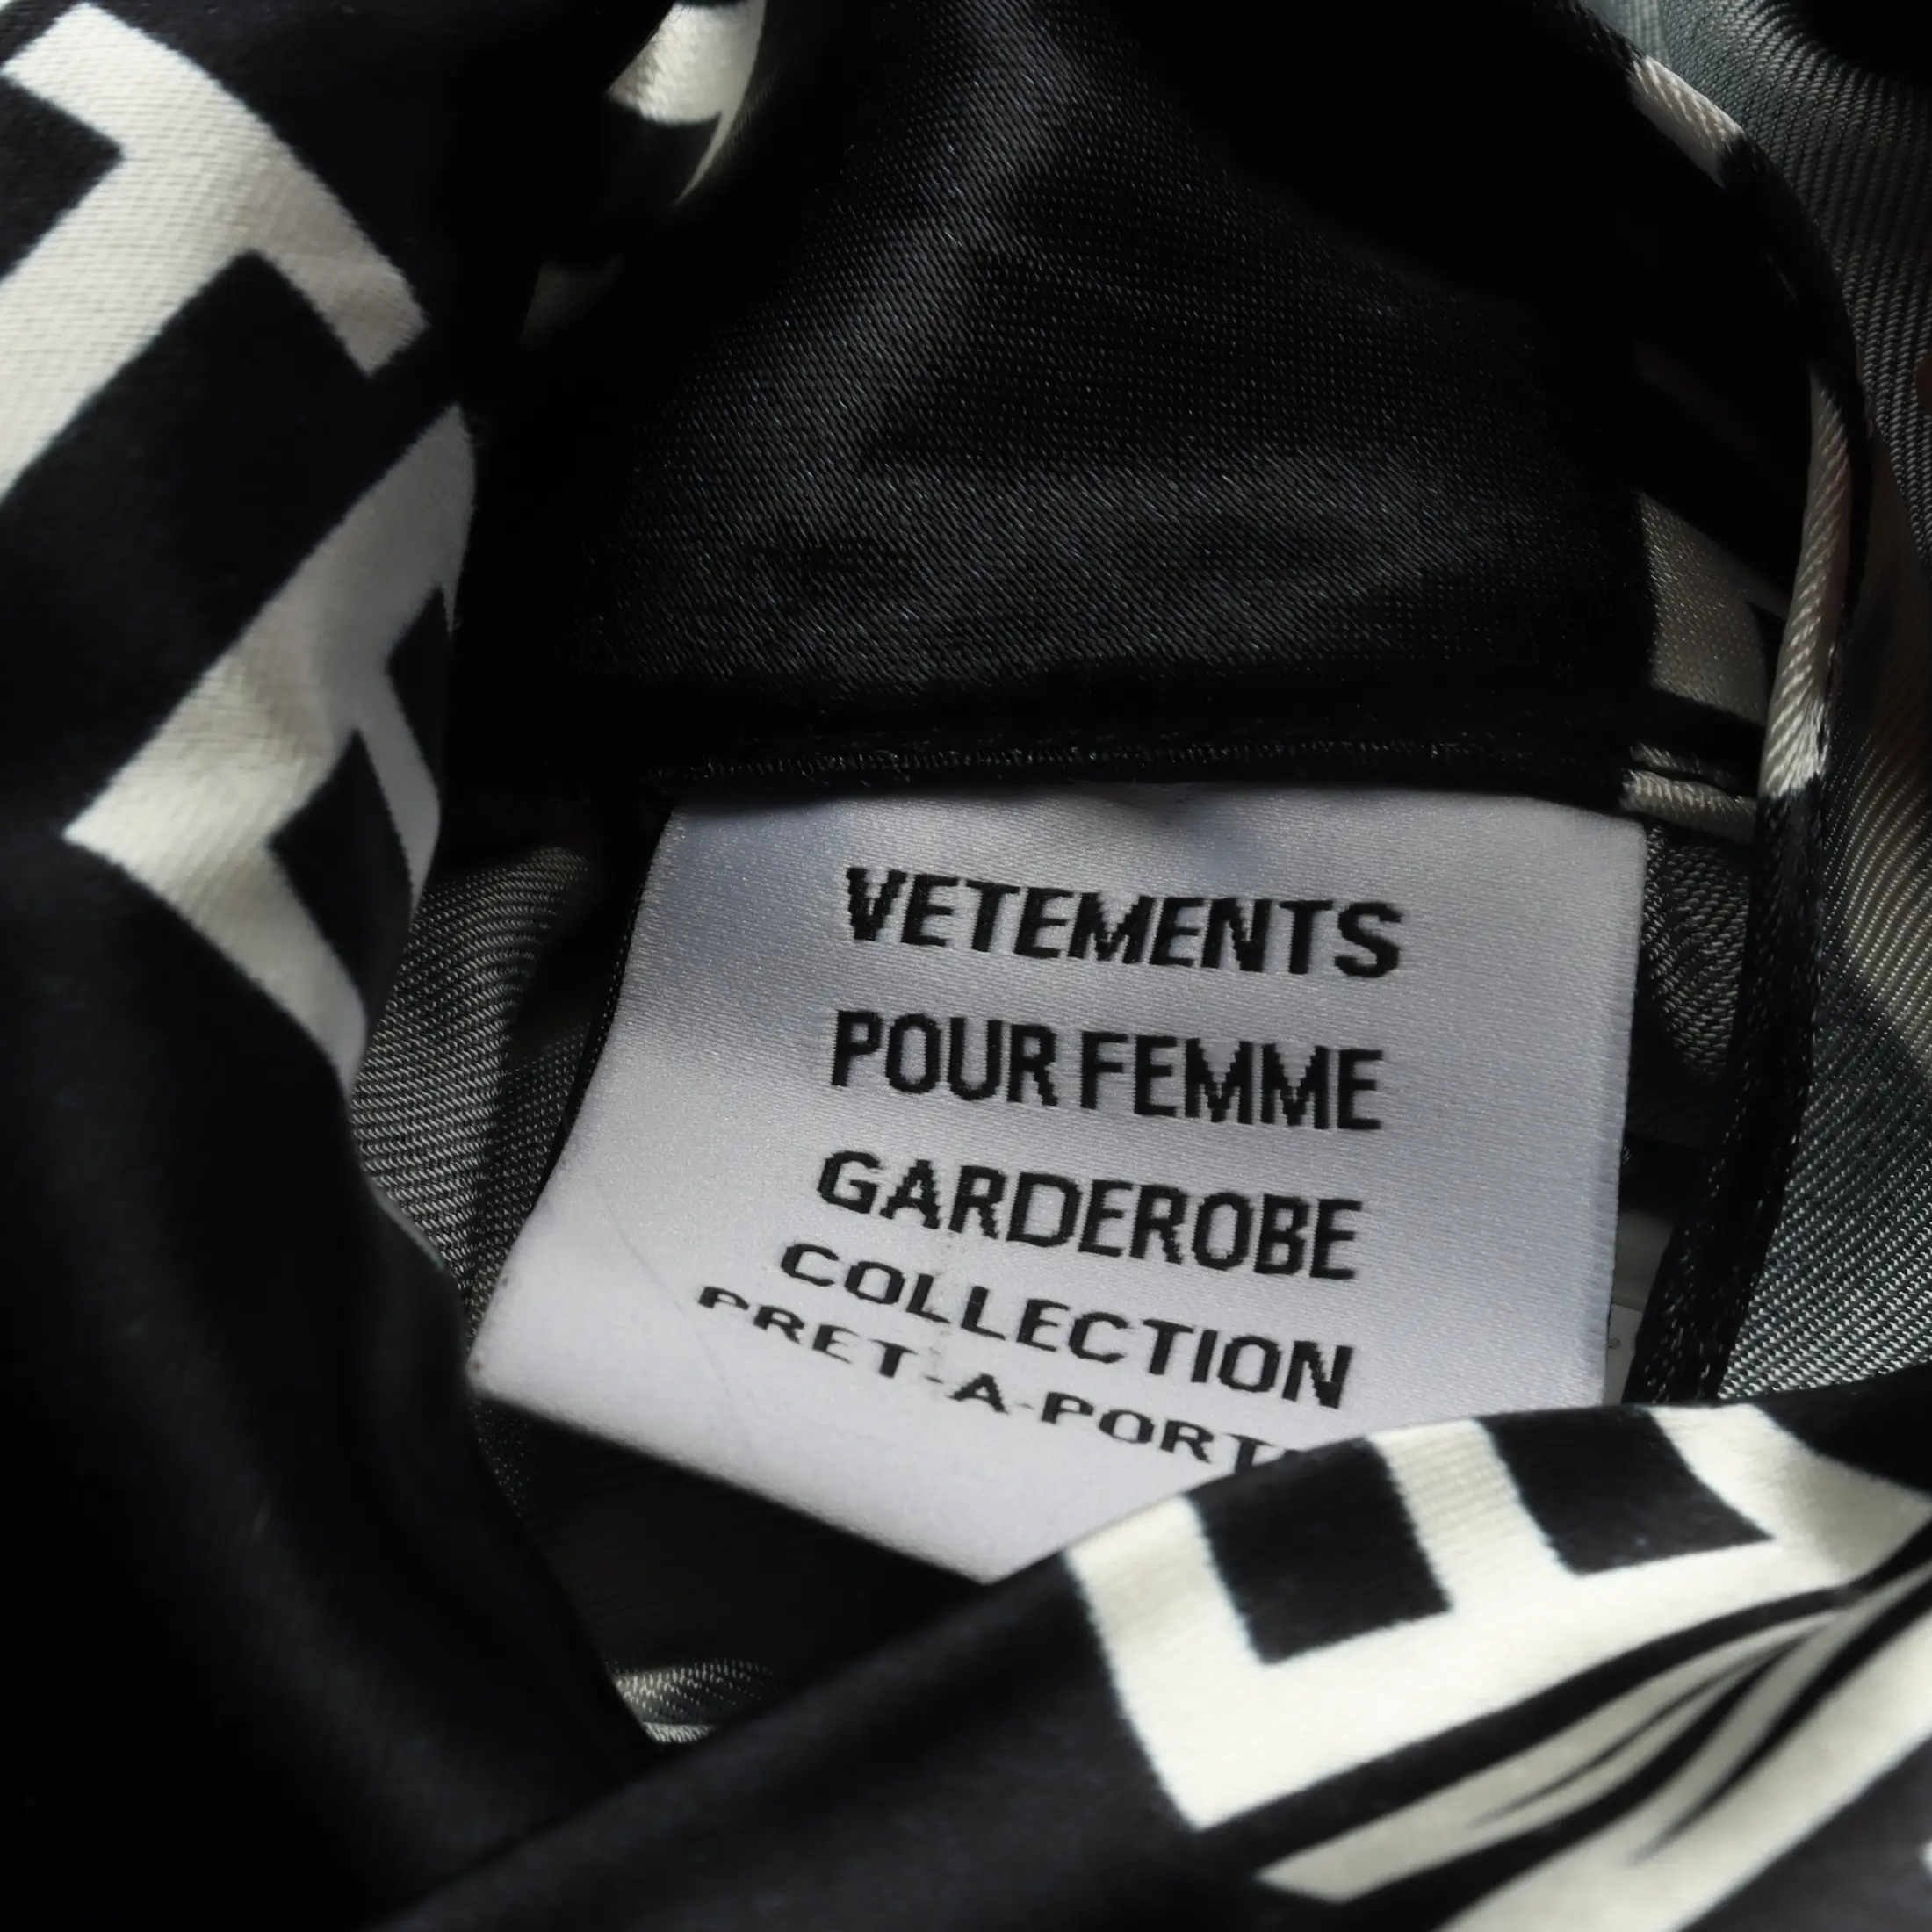 VETEMENTS
POUR FEMME
GARDEROBE
COLLECTION
PRET-A-PORT